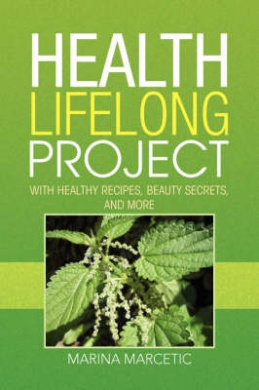 HEALTH
LIFELONG
PROJECT
WITH HEALTHY RECIPES, BEAUTY SECRETS,
AND MORE
MARINA MARCETIC